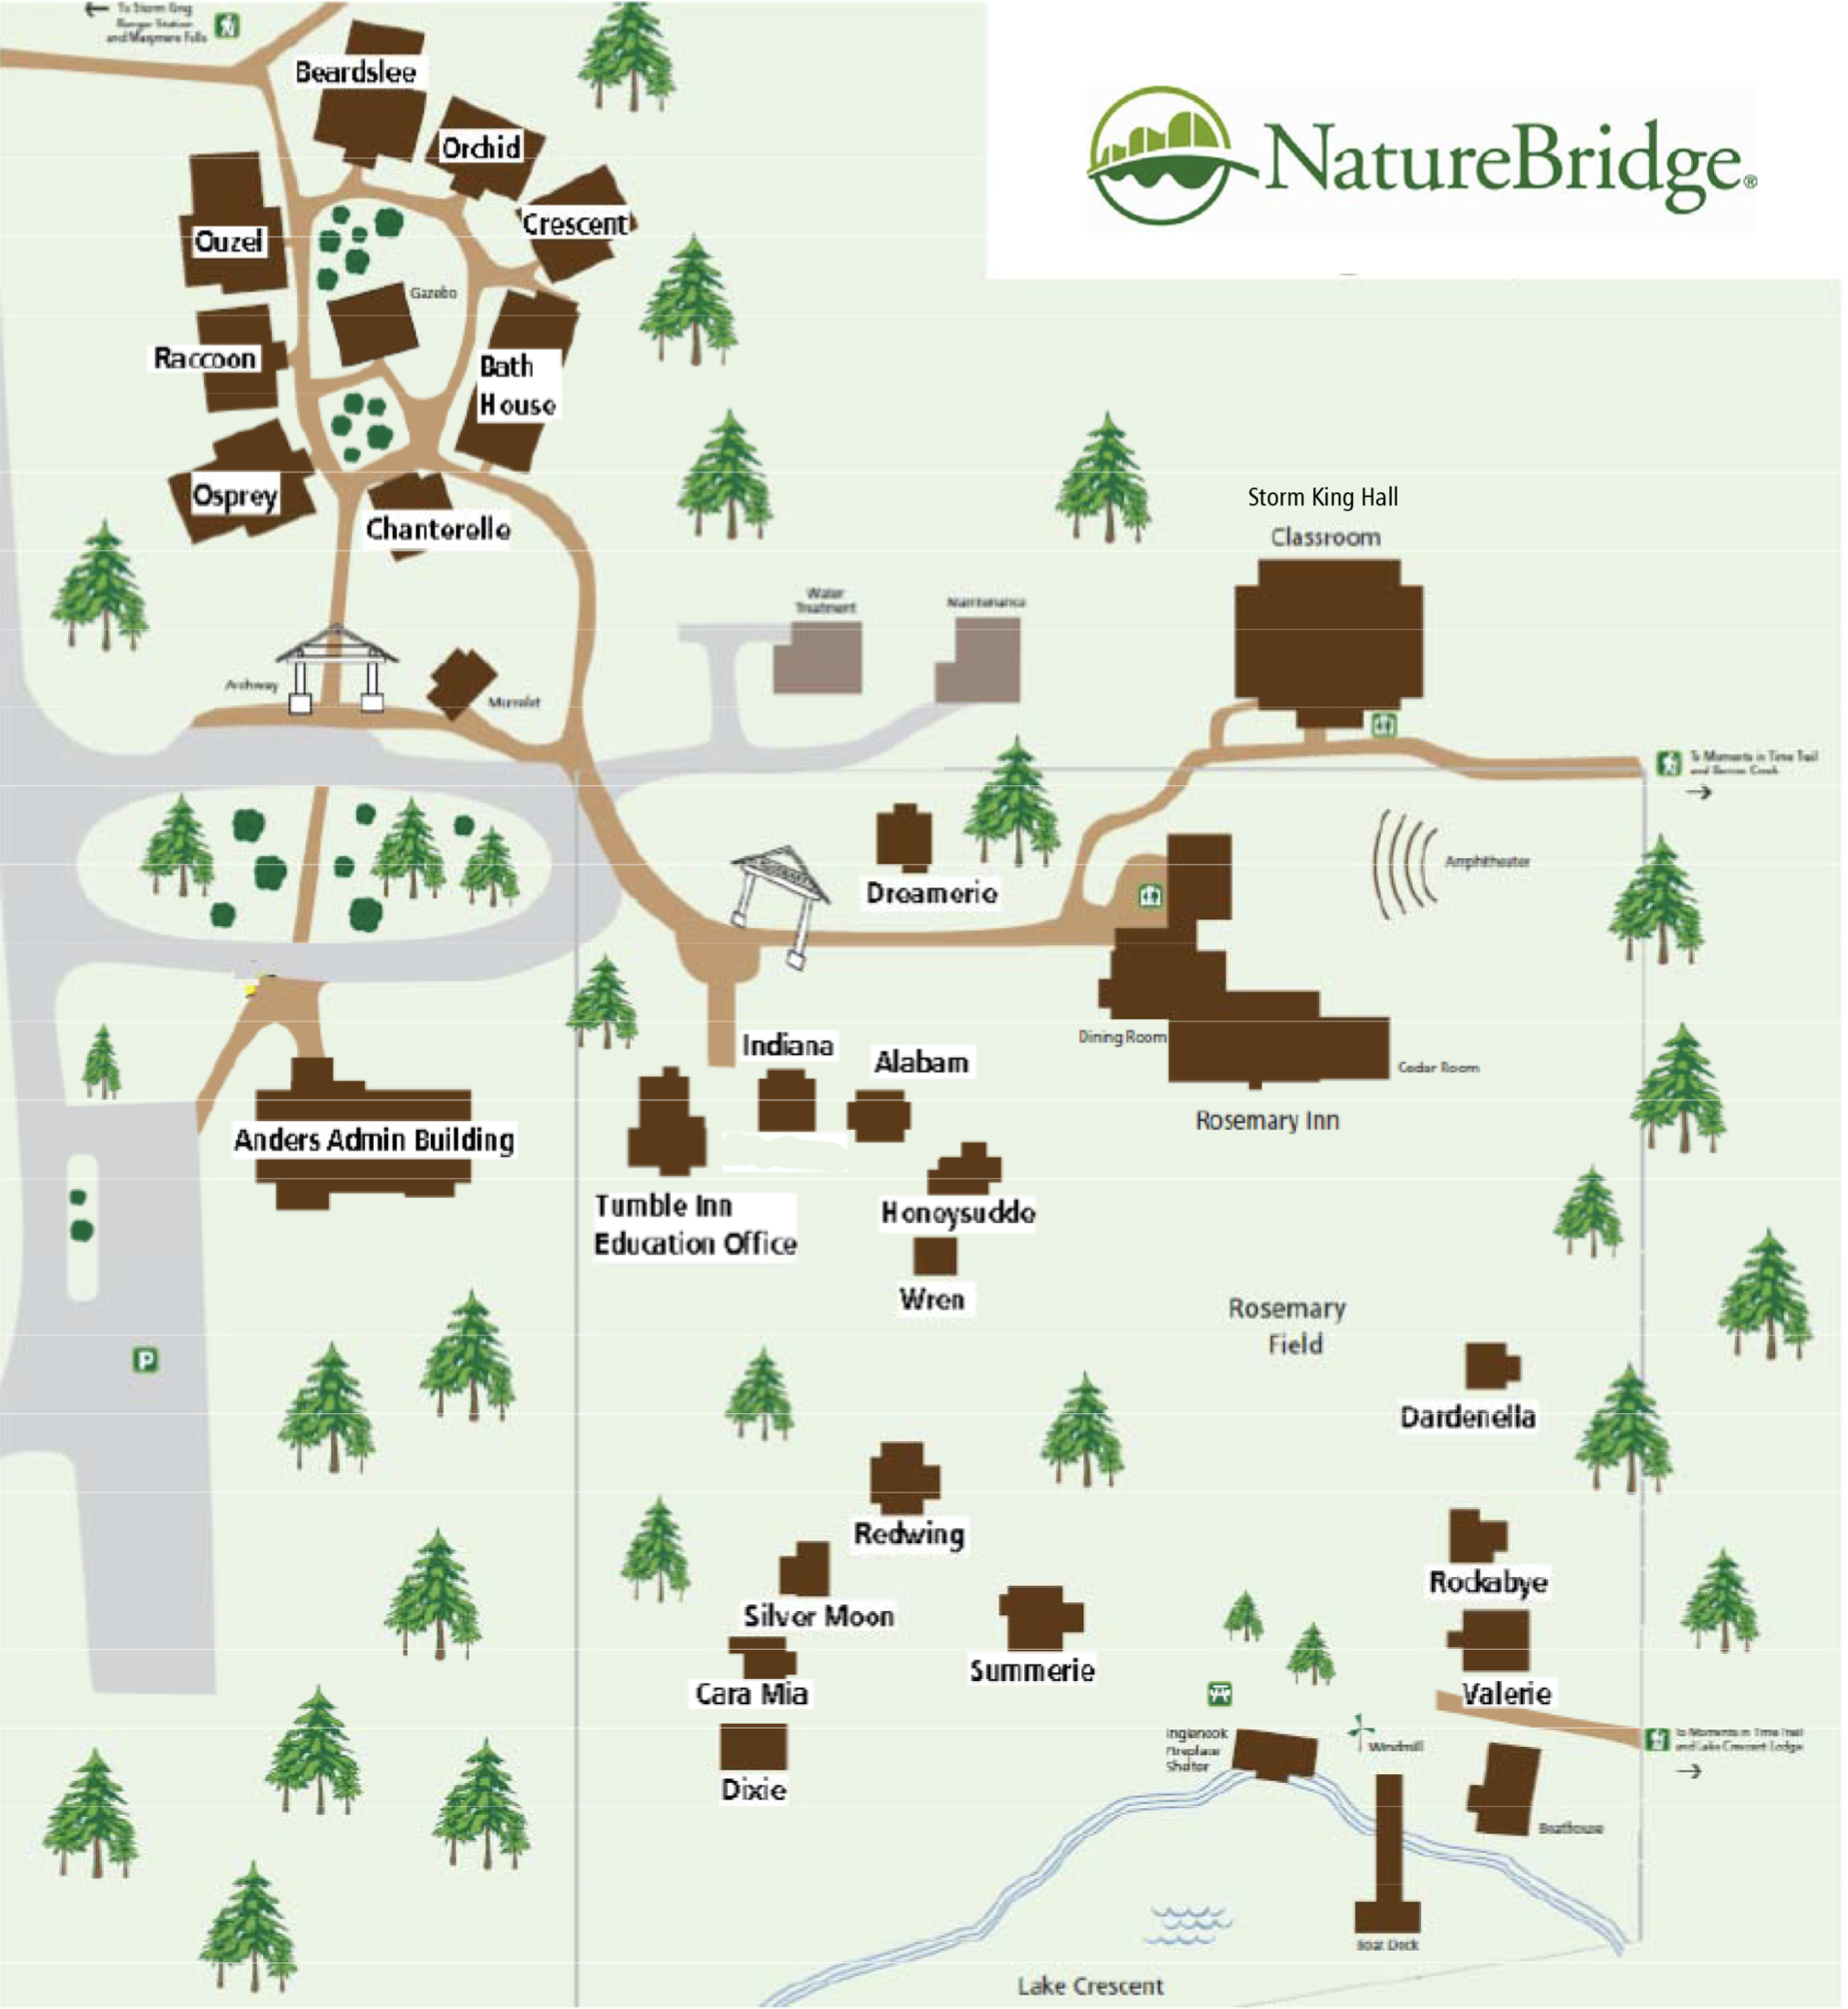 To Storm King
Ranger Station
and Marymere Falls
Beardslee
Orchid
NatureBridge®
Crescent
Ouzel
Gazebo
Raccoon
Bath
House
Osprey
Chanterelle
Storm King Hall
Classroom
Water
Treatment
Maintenance
Archway
Murrelet
To Moments in Time Trail
and Barnes Creek
Dreamerie
Amphitheater
ROSEMARY
Dining Room
Cedar Room
Rosemary Inn
Indiana
Alabam
Anders Admin Building
Tumble Inn
Education Office
Honeysuckle
Wren
Rosemary
Field
P
Dardenella
Redwing
Rockabye
Silver Moon
Summerie
Cara Mia
Valerie
Inglenook
Fireplace
Shelter
Windmill
To Moments in Time Trail
and Lake Crescent Lodge
Dixie
Boathouse
Boat Deck
Lake Crescent